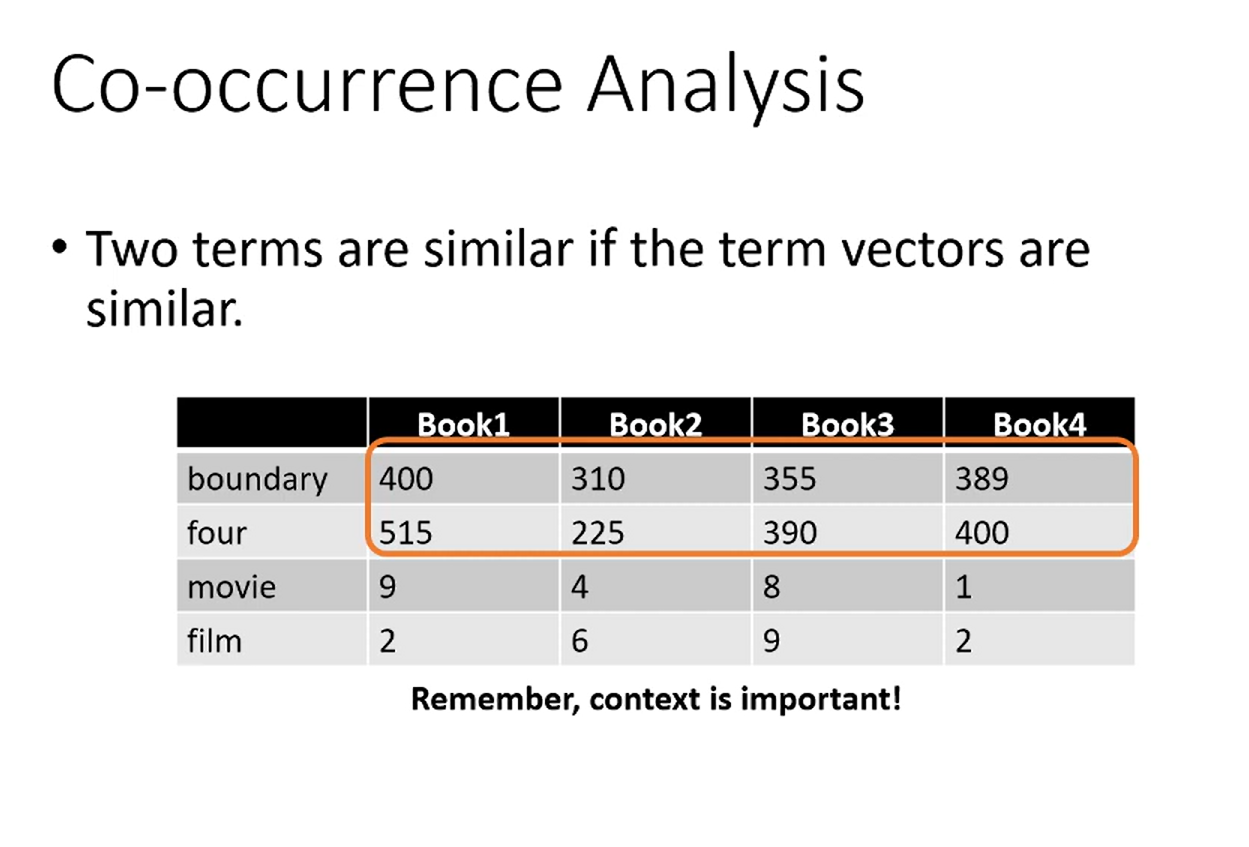 Co-occurrence Analysis
• Two terms are similar if the term vectors are
similar.
Book1 Book2 Book3 Book4
boundary 400 310 355 389
four 515 225 390 400
movie 9 4 8 1
film 2 6 9 2
Remember, context is important!